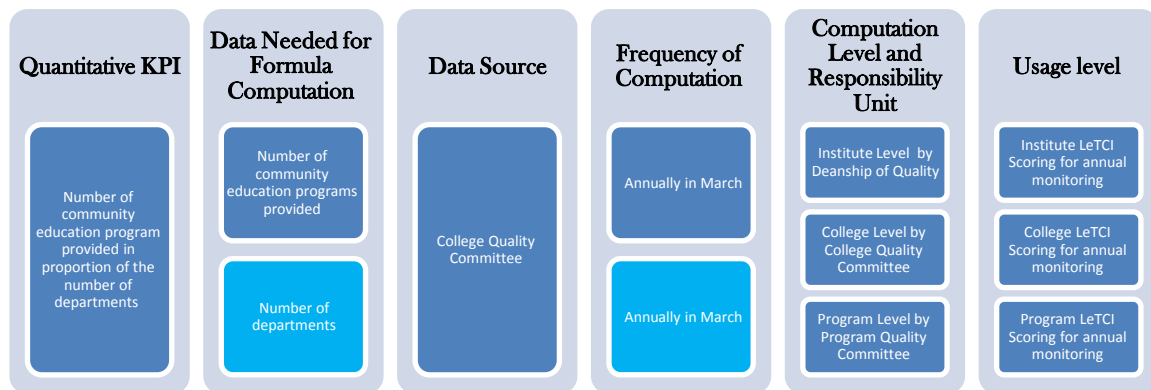 Quantitative KPI
Number of
community
education program
provided in
proportion of the
number of
departments
Data Needed for
Formula
Computation
Number of
community
education programs
provided
Number of
departments
Data Source
College Quality
Committee
Frequency of
Computation
Annually in March
Annually in March
Computation
Level and
Responsibility
Unit
Institute Level by
Deanship of Quality
College Level by
College Quality
Committee
Program Level by
Program Quality
Committee
Usage level
Institute LeTCI
Scoring for annual
monitoring
College LeTCI
Scoring for annual
monitoring
Program LeTCI
Scoring for annual
monitoring